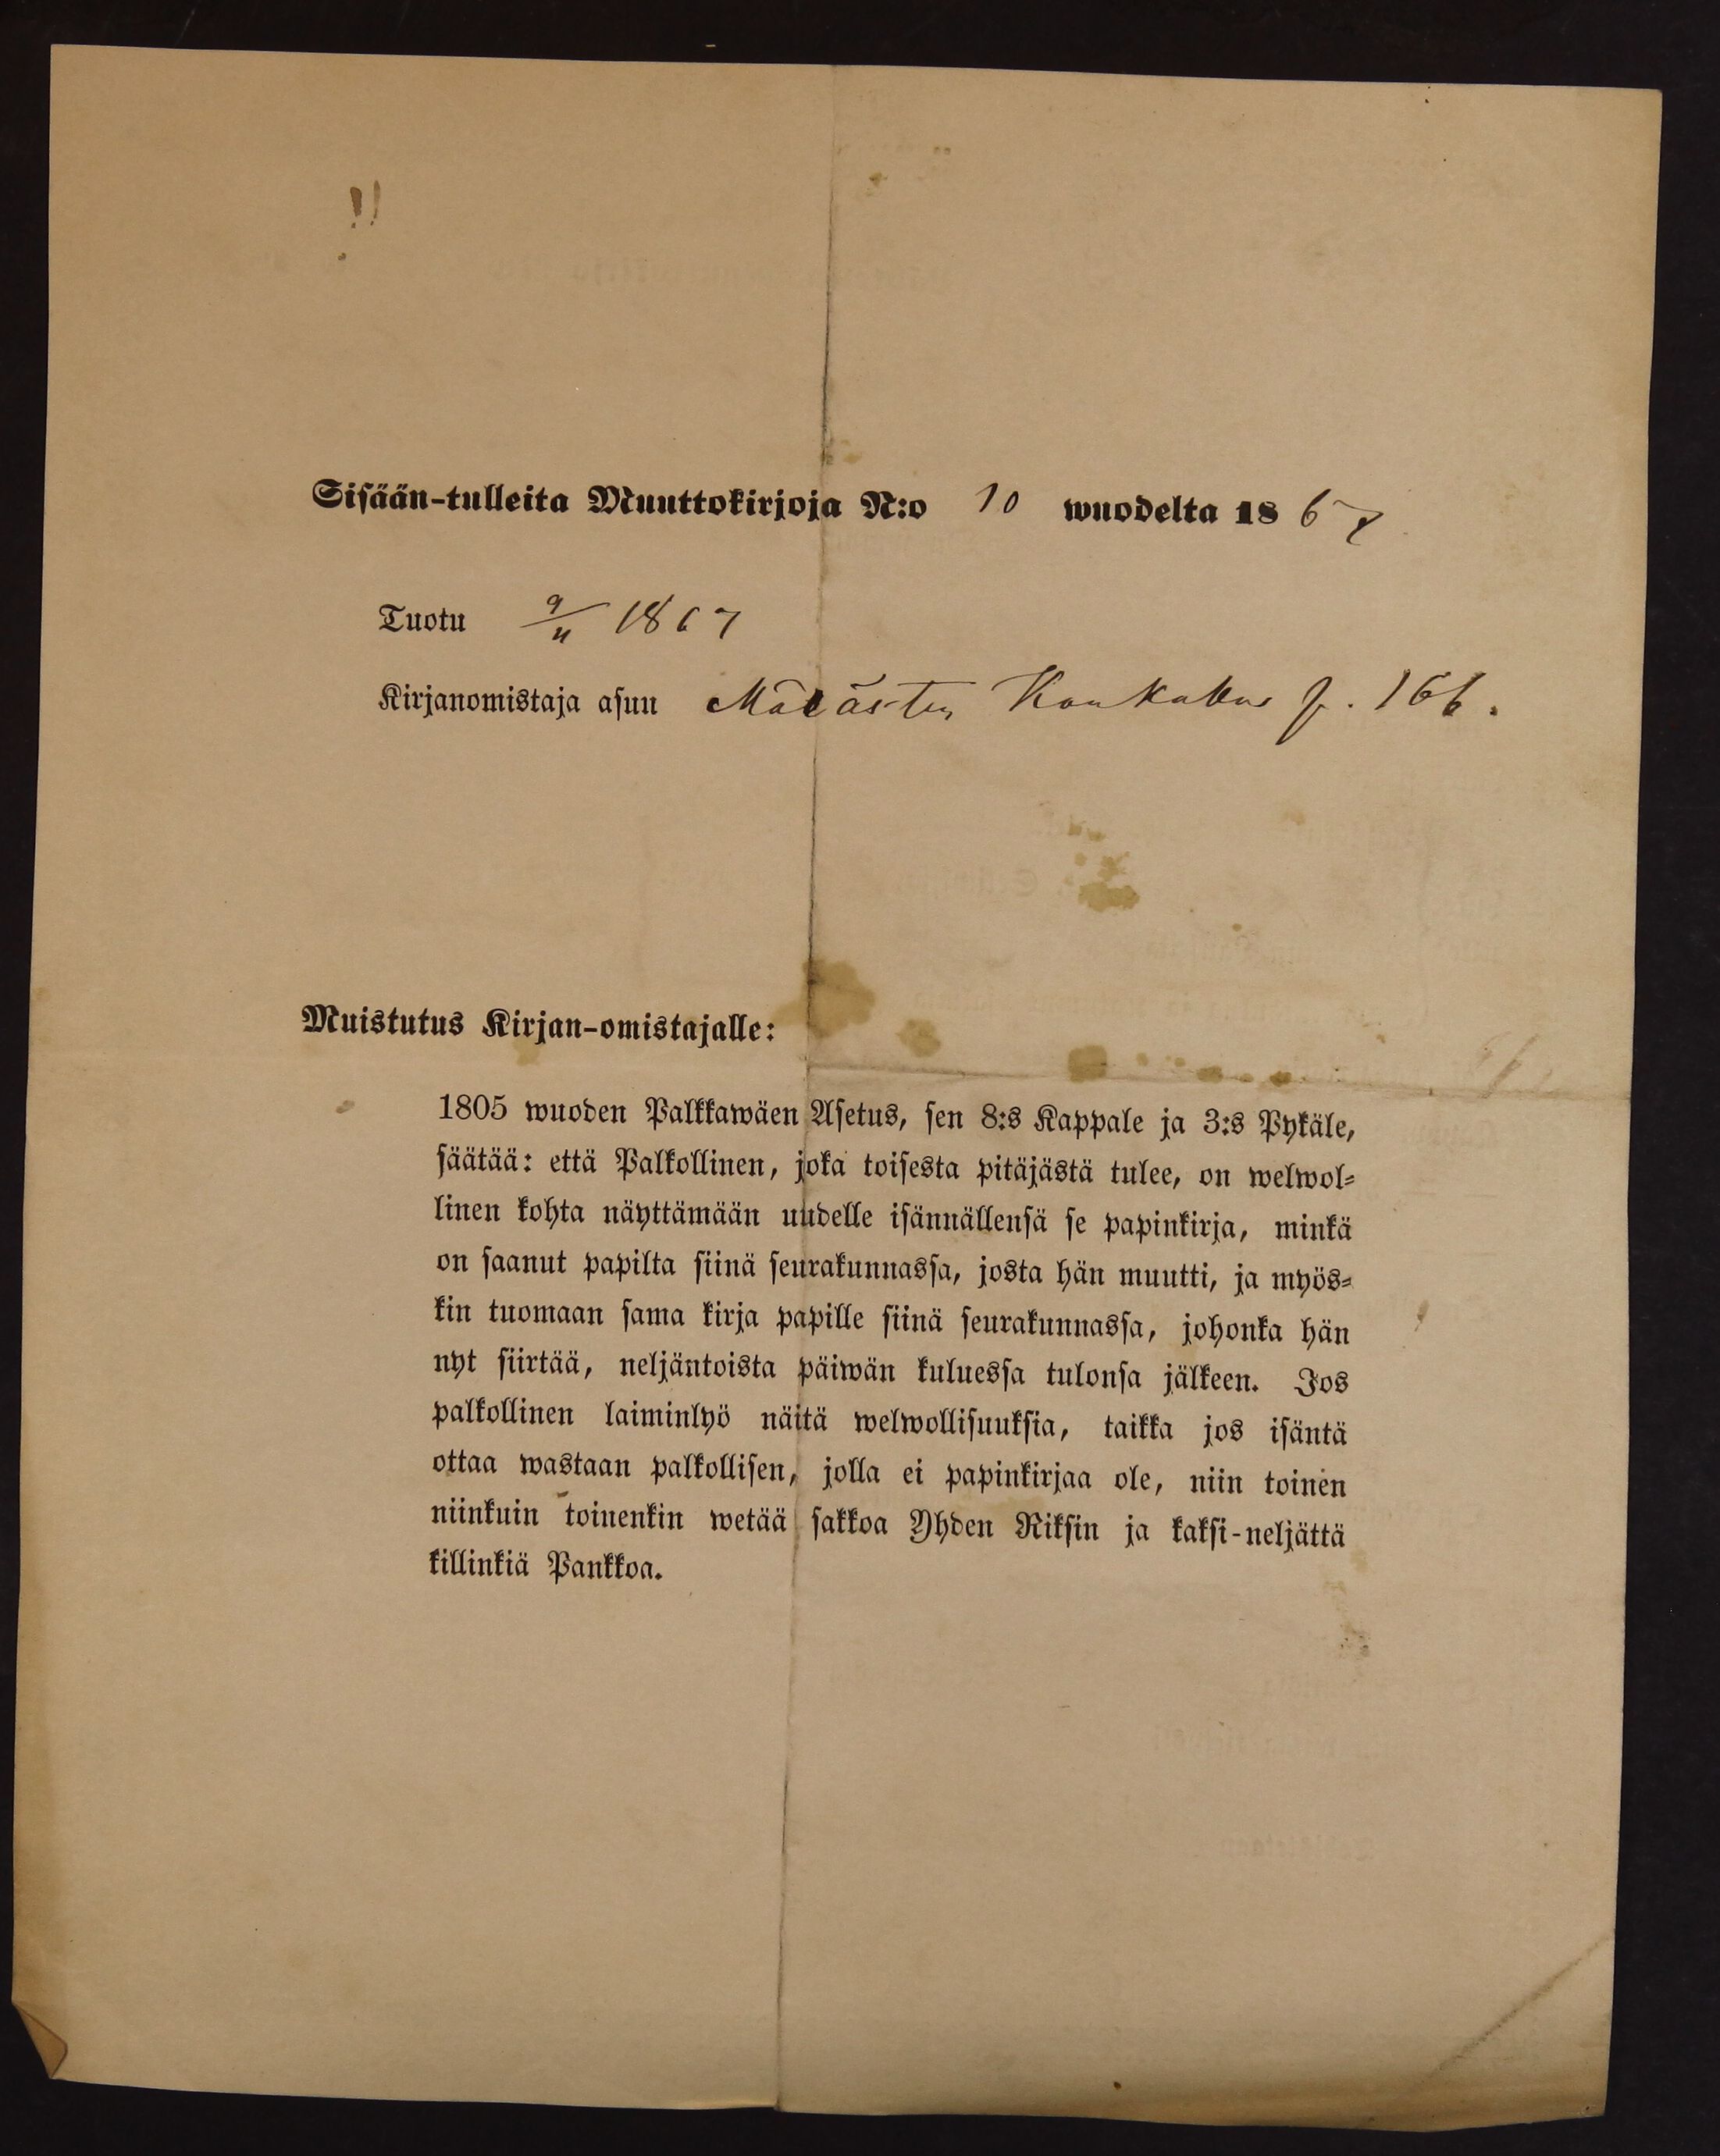 !!
Sisään-tulleita Muuttokirjoja N:o 10 wuodelta 1867
Tuotu 9/11 1867
Kirjanomistaja asuu p. 166.
Muistutus Kirjan-omistajalle:
1805 wuoden Palkkawäen Asetus, sen 8:s Kappale ja 3:s Pykäle,
säätää: että Palkollinen, joka toisesta pitäjästä tulee, on welwol-
linen kohta näyttämään uudelle isännällensä se papinkirja, minkä
on saanut papilta siinä seurakunnassa, josta hän muutti, ja myös-
kin tuomaan sama kirja papille siinä seurakunnassa, johonka hän
nyt siirtää, neljäntoista päiwän kuluessa tulonsa jälkeen. Jos
palkollinen laiminlyö näitä welwollisuuksia, taikka jos isäntä
ottaa wastaan palkollisen, jolla ei papinkirjaa ole, niin toinen
niinkuin toinenkin wetää sakkoa Yhden Riksin ja kaksi-neljättä
killinkiä Pankkoa.